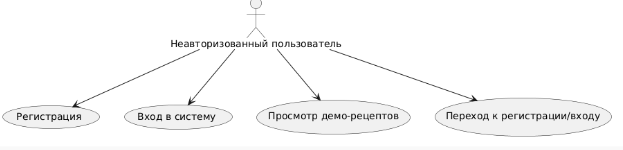 Неавторизованный пользователь
Регистрация
Вход в систему
Просмотр демо-рецептов
Переход к регистрации/входу